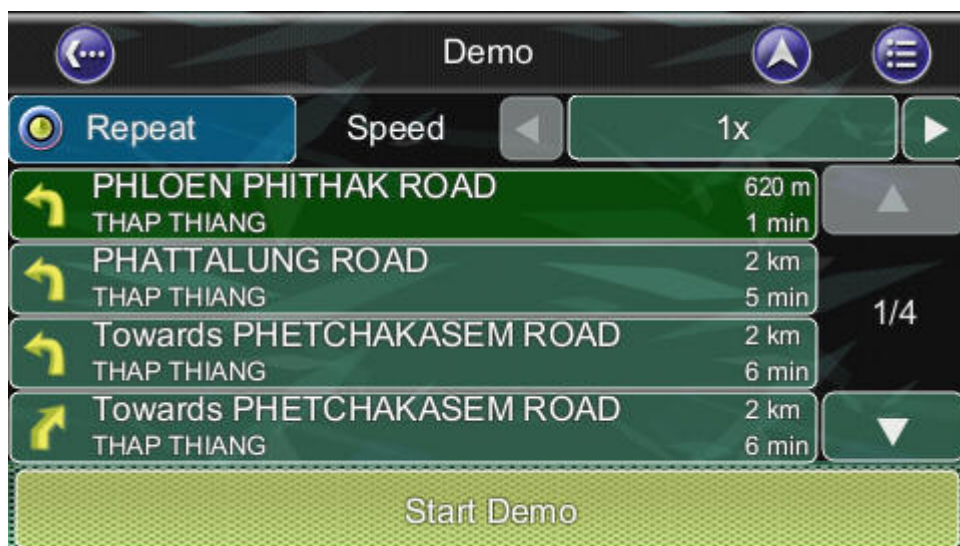 Demo
Repeat
Speed
1x
PHLOEN PHITHAK ROAD
620 m
THAP THIANG
1 min
PHATTALUNG ROAD
2 km
THAP THIANG
5 min
1/4
Towards PHETCHAKASEM ROAD
2 km
THAP THIANG
6 min
Towards PHETCHAKASEM ROAD
2 km
THAP THIANG
6 min
Start Demo